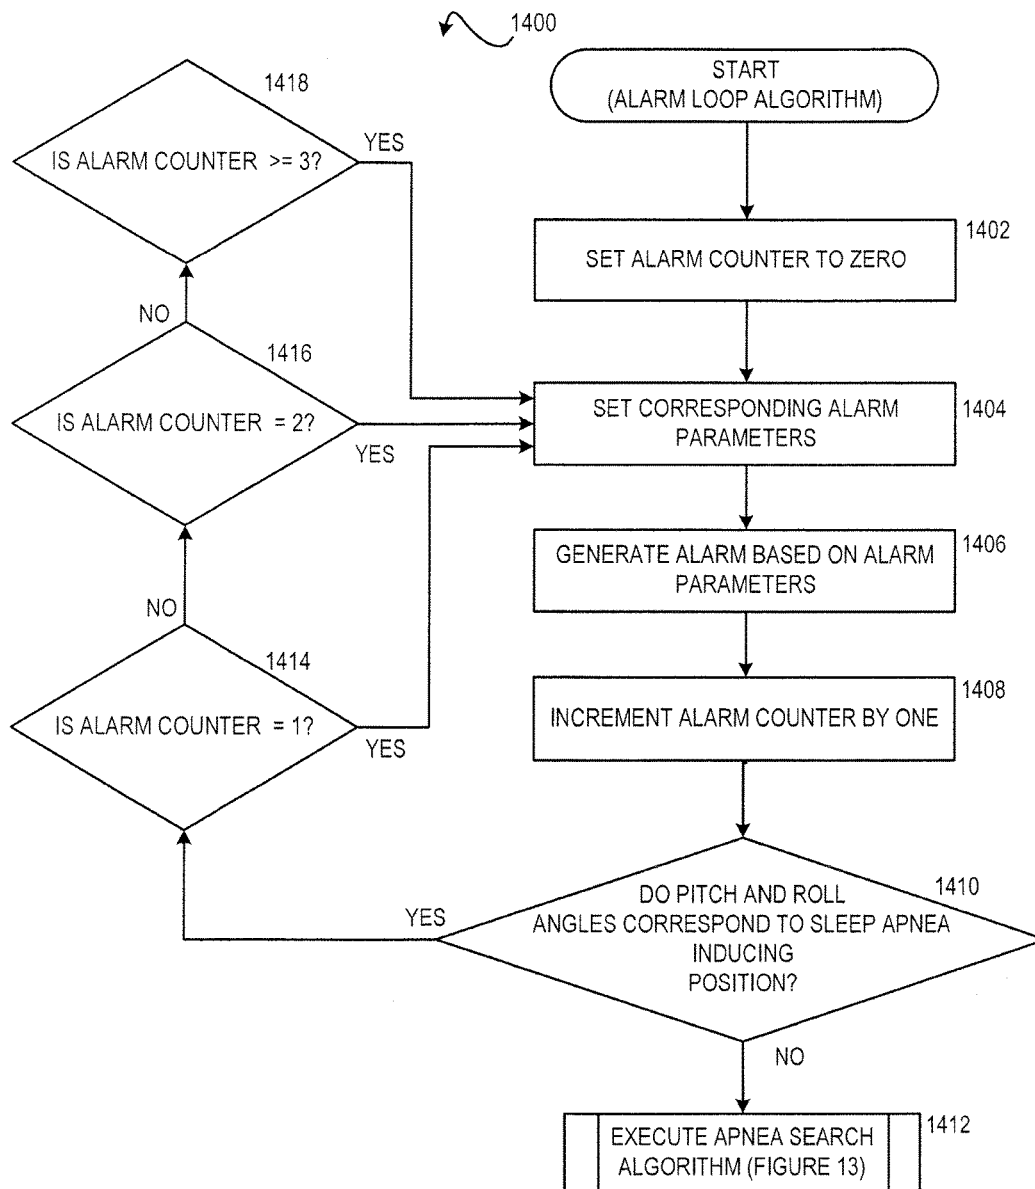 1400
START
(ALARM LOOP ALGORITHM)
1402
SET ALARM COUNTER TO ZERO
1404
SET CORRESPONDING ALARM
PARAMETERS
1406
GENERATE ALARM BASED ON ALARM
PARAMETERS
1408
INCREMENT ALARM COUNTER BY ONE
1410
DO PITCH AND ROLL
ANGLES CORRESPOND TO SLEEP APNEA
INDUCING
POSITION?
YES
NO
1412
EXECUTE APNEA SEARCH
ALGORITHM (FIGURE 13)
1414
IS ALARM COUNTER = 1?
YES
NO
1416
IS ALARM COUNTER = 2?
YES
NO
1418
IS ALARM COUNTER >= 3?
YES